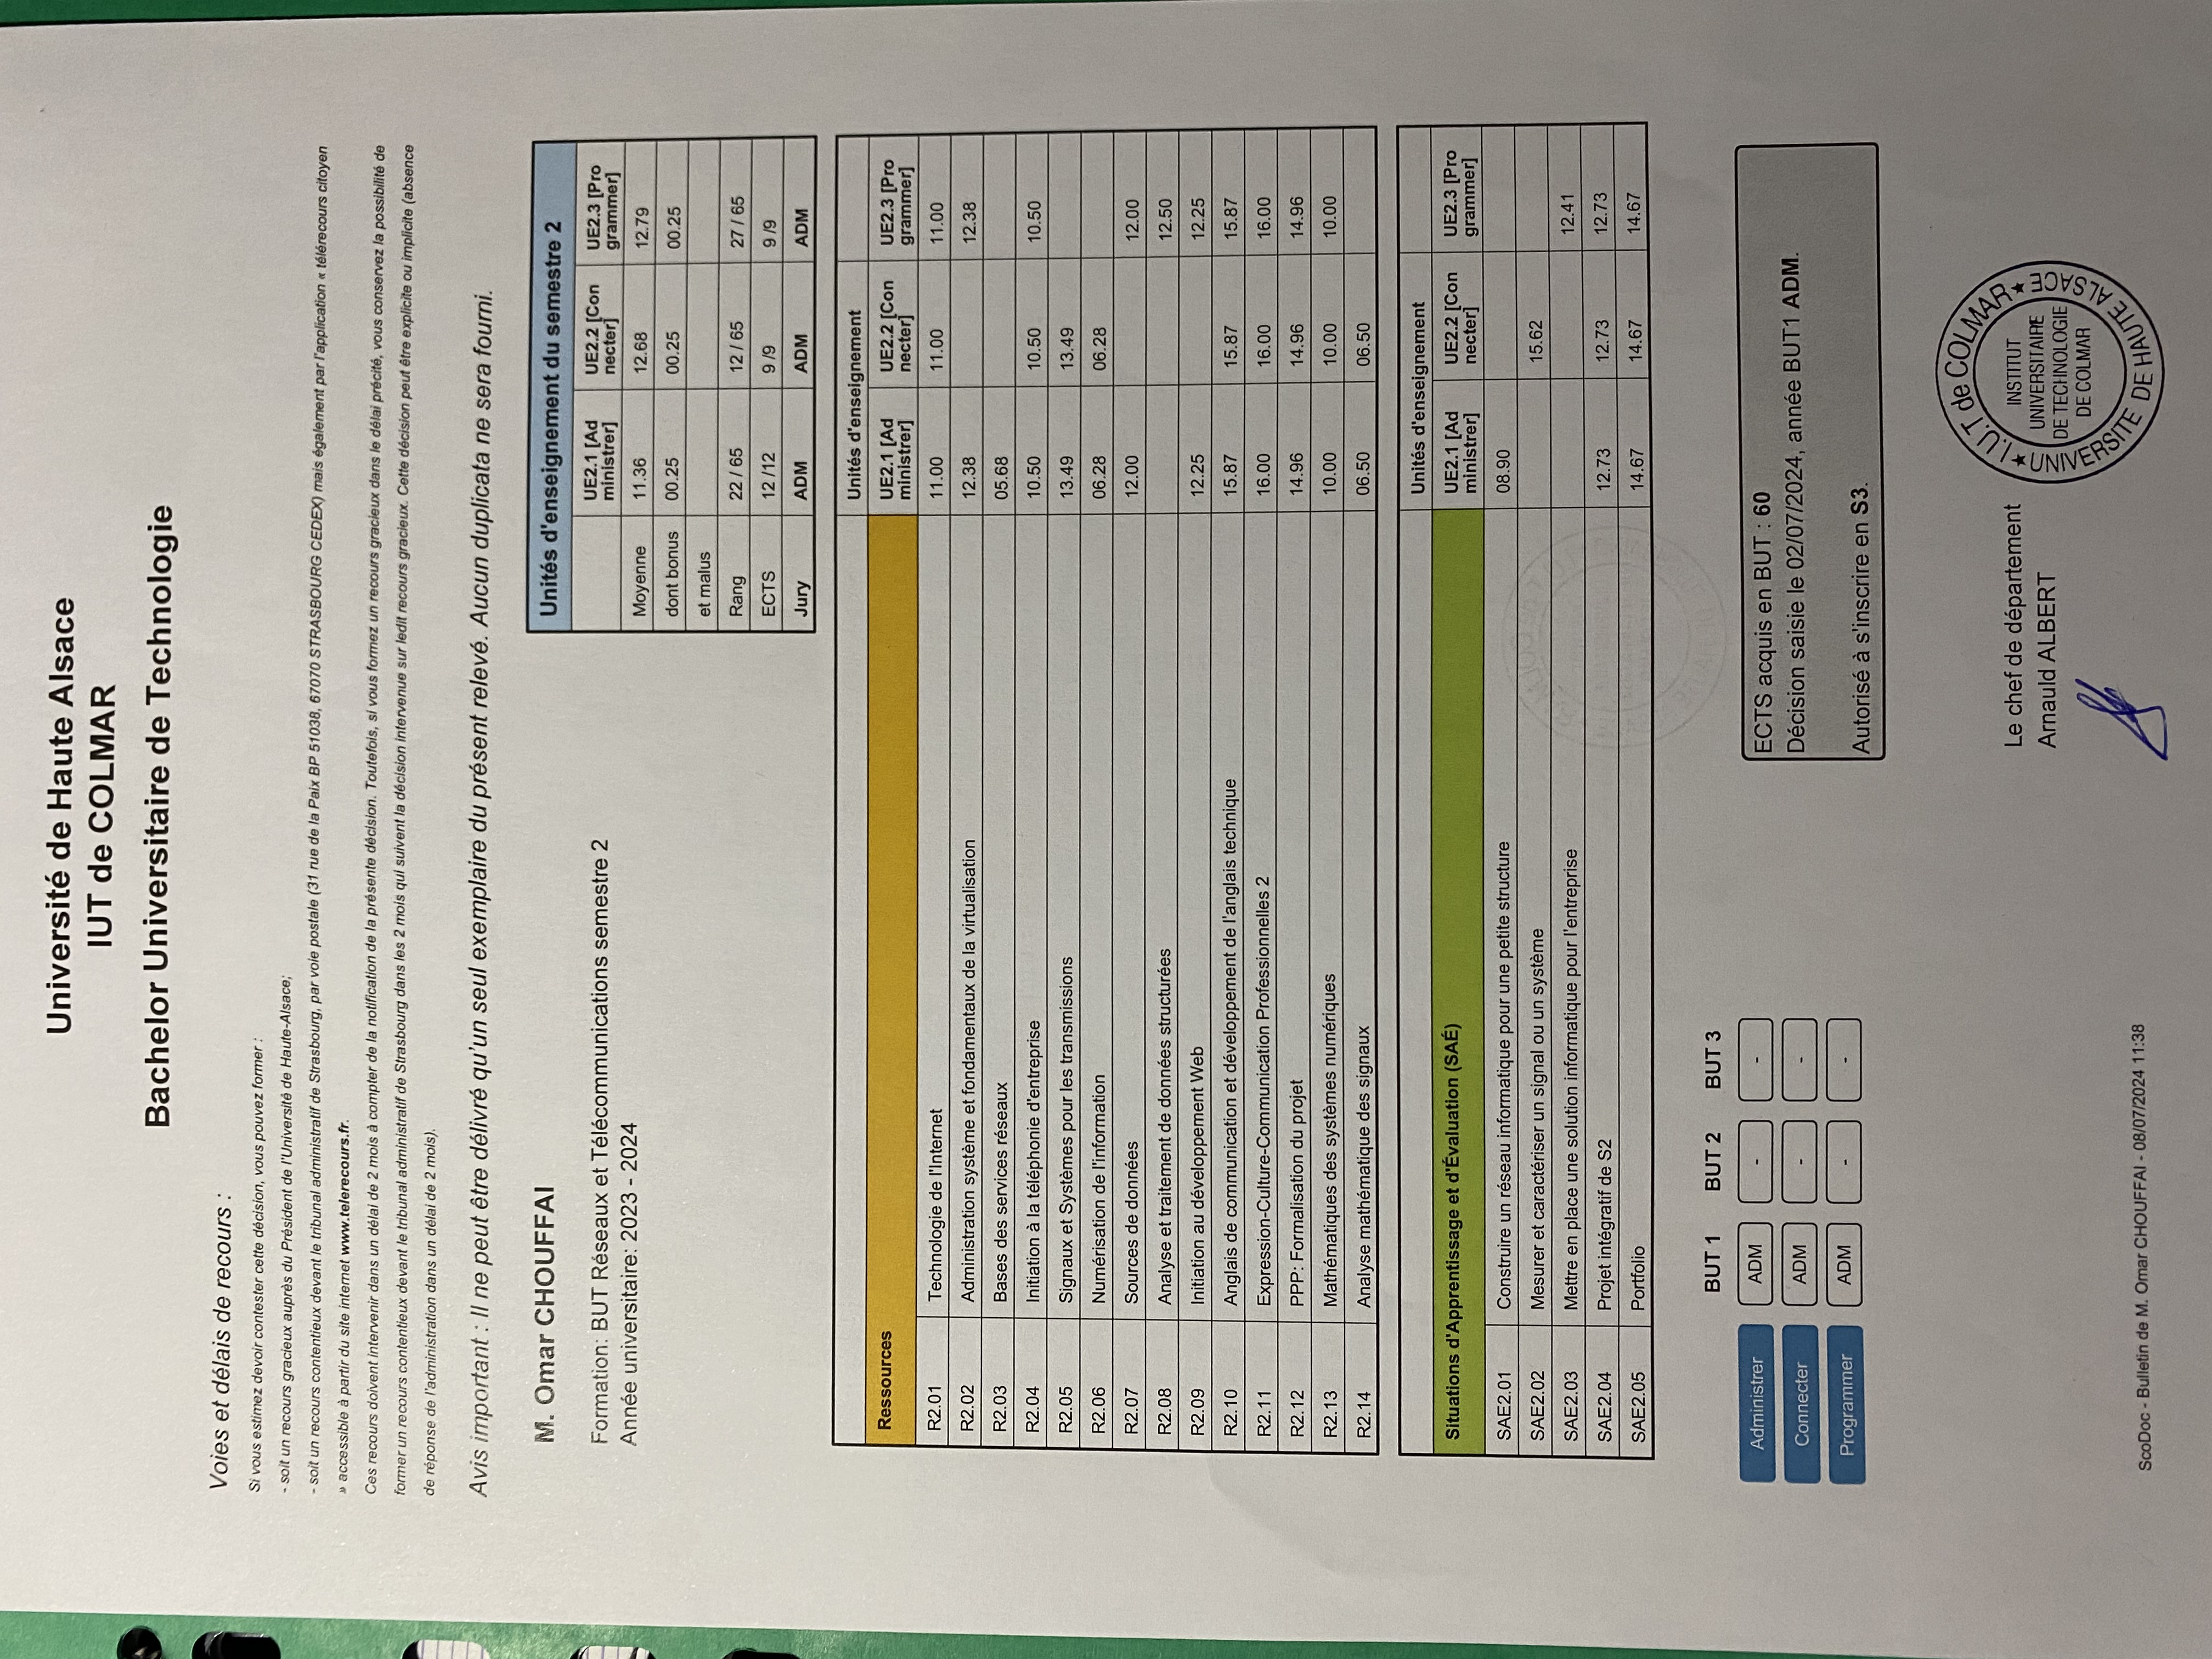 Université de Haute Alsace
IUT de COLMAR
Bachelor Universitaire de Technologie
Voies et délais de recours :
Si vous estimez devoir contester cette décision, vous pouvez former :
- soit un recours gracieux auprès du Président de l'Université de Haute-Alsace;
- soit un recours contentieux devant le tribunal administratif de Strasbourg, par voie postale (31 rue de la Paix BP 51038, 67070 STRASBOURG CEDEX) mais également par l'application « télérecours citoyen
» accessible à partir du site internet www.telerecours.fr.
Ces recours doivent intervenir dans un délai de 2 mois à compter de la notification de la présente décision. Toutefois, si vous formez un recours gracieux dans le délai précité, vous conservez la possibilité de
former un recours contentieux devant le tribunal administratif de Strasbourg dans les 2 mois qui suivent la décision intervenue sur ledit recours gracieux. Cette décision peut être explicite ou implicite (absence
de réponse de l'administration dans un délai de 2 mois).
Avis important : Il ne peut être délivré qu'un seul exemplaire du présent relevé. Aucun duplicata ne sera fourni.
M. Omar CHOUFFAI
Formation: BUT Réseaux et Télécommunications semestre 2
Année universitaire: 2023 - 2024
Unités d'enseignement du semestre 2
UE2.1 [Ad UE2.2 [Con UE2.3 [Pro
ministrer] necter] grammer]
Moyenne 11.36 12.68 12.79
dont bonus 00.25 00.25 00.25
et malus
Rang 22 / 65 12 / 65 27 / 65
ECTS 12 /12 9 /9 9 /9
Jury ADM ADM ADM
Unités d'enseignement
Ressources UE2.1 [Ad UE2.2 [Con UE2.3 [Pro
ministrer] necter] grammer]
R2.01 Technologie de l'Internet 11.00 11.00 11.00
R2.02 Administration système et fondamentaux de la virtualisation 12.38 12.38
R2.03 Bases des services réseaux 05.68
R2.04 Initiation à la téléphonie d'entreprise 10.50 10.50 10.50
R2.05 Signaux et Systèmes pour les transmissions 13.49 13.49
R2.06 Numérisation de l'information 06.28 06.28
R2.07 Sources de données 12.00 12.00
R2.08 Analyse et traitement de données structurées 12.50
R2.09 Initiation au développement Web 12.25 12.25
R2.10 Anglais de communication et développement de l'anglais technique 15.87 15.87 15.87
R2.11 Expression-Culture-Communication Professionnelles 2 16.00 16.00 16.00
R2.12 PPP: Formalisation du projet 14.96 14.96 14.96
R2.13 Mathématiques des systèmes numériques 10.00 10.00 10.00
R2.14 Analyse mathématique des signaux 06.50 06.50
Unités d'enseignement
Situations d'Apprentissage et d'Évaluation (SAÉ) UE2.1 [Ad UE2.2 [Con UE2.3 [Pro
ministrer] necter] grammer]
SAE2.01 Construire un réseau informatique pour une petite structure 08.90
SAE2.02 Mesurer et caractériser un signal ou un système 15.62
SAE2.03 Mettre en place une solution informatique pour l'entreprise 12.41
SAE2.04 Projet intégratif de S2 12.73 12.73 12.73
SAE2.05 Portfolio 14.67 14.67 14.67
BUT 1 BUT 2 BUT 3
Administrer ADM - -
Connecter ADM - -
Programmer ADM - -
ECTS acquis en BUT : 60
Décision saisie le 02/07/2024, année BUT1 ADM.
Autorisé à s'inscrire en S3.
Le chef de département
Arnauld ALBERT
I.U.T de COLMAR
INSTITUT
UNIVERSITAIRE
DE TECHNOLOGIE
DE COLMAR
UNIVERSITE DE HAUTE ALSACE
ScoDoc - Bulletin de M. Omar CHOUFFAI - 08/07/2024 11:38